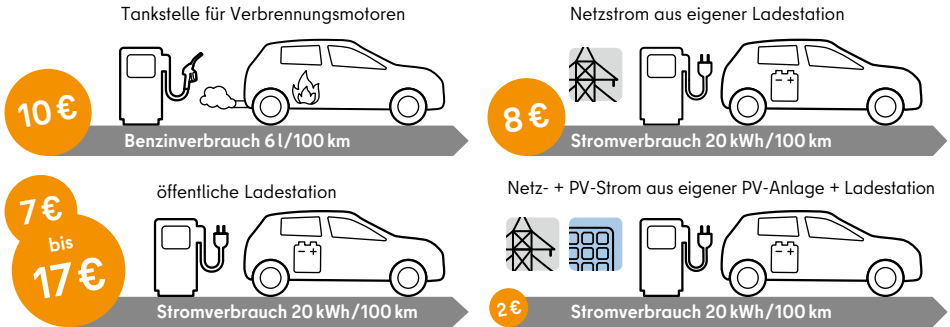 Tankstelle für Verbrennungsmotoren
10 €
Benzinverbrauch 6 l/100 km
Netzstrom aus eigener Ladestation
8 €
Stromverbrauch 20 kWh/100 km
öffentliche Ladestation
7 €
bis
17 €
Stromverbrauch 20 kWh/100 km
Netz- + PV-Strom aus eigener PV-Anlage + Ladestation
2 €
Stromverbrauch 20 kWh/100 km